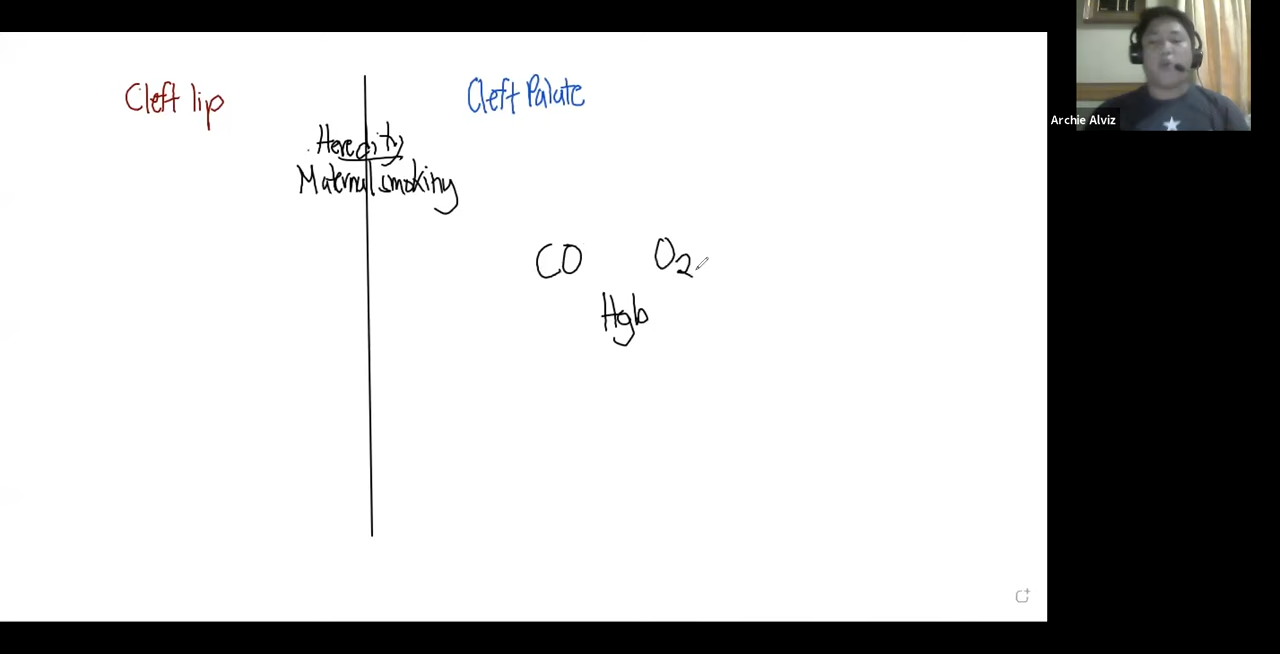 Cleft lip
Cleft Palate
Heredity
Maternal smoking
CO O2
Hgb
Archie Alviz